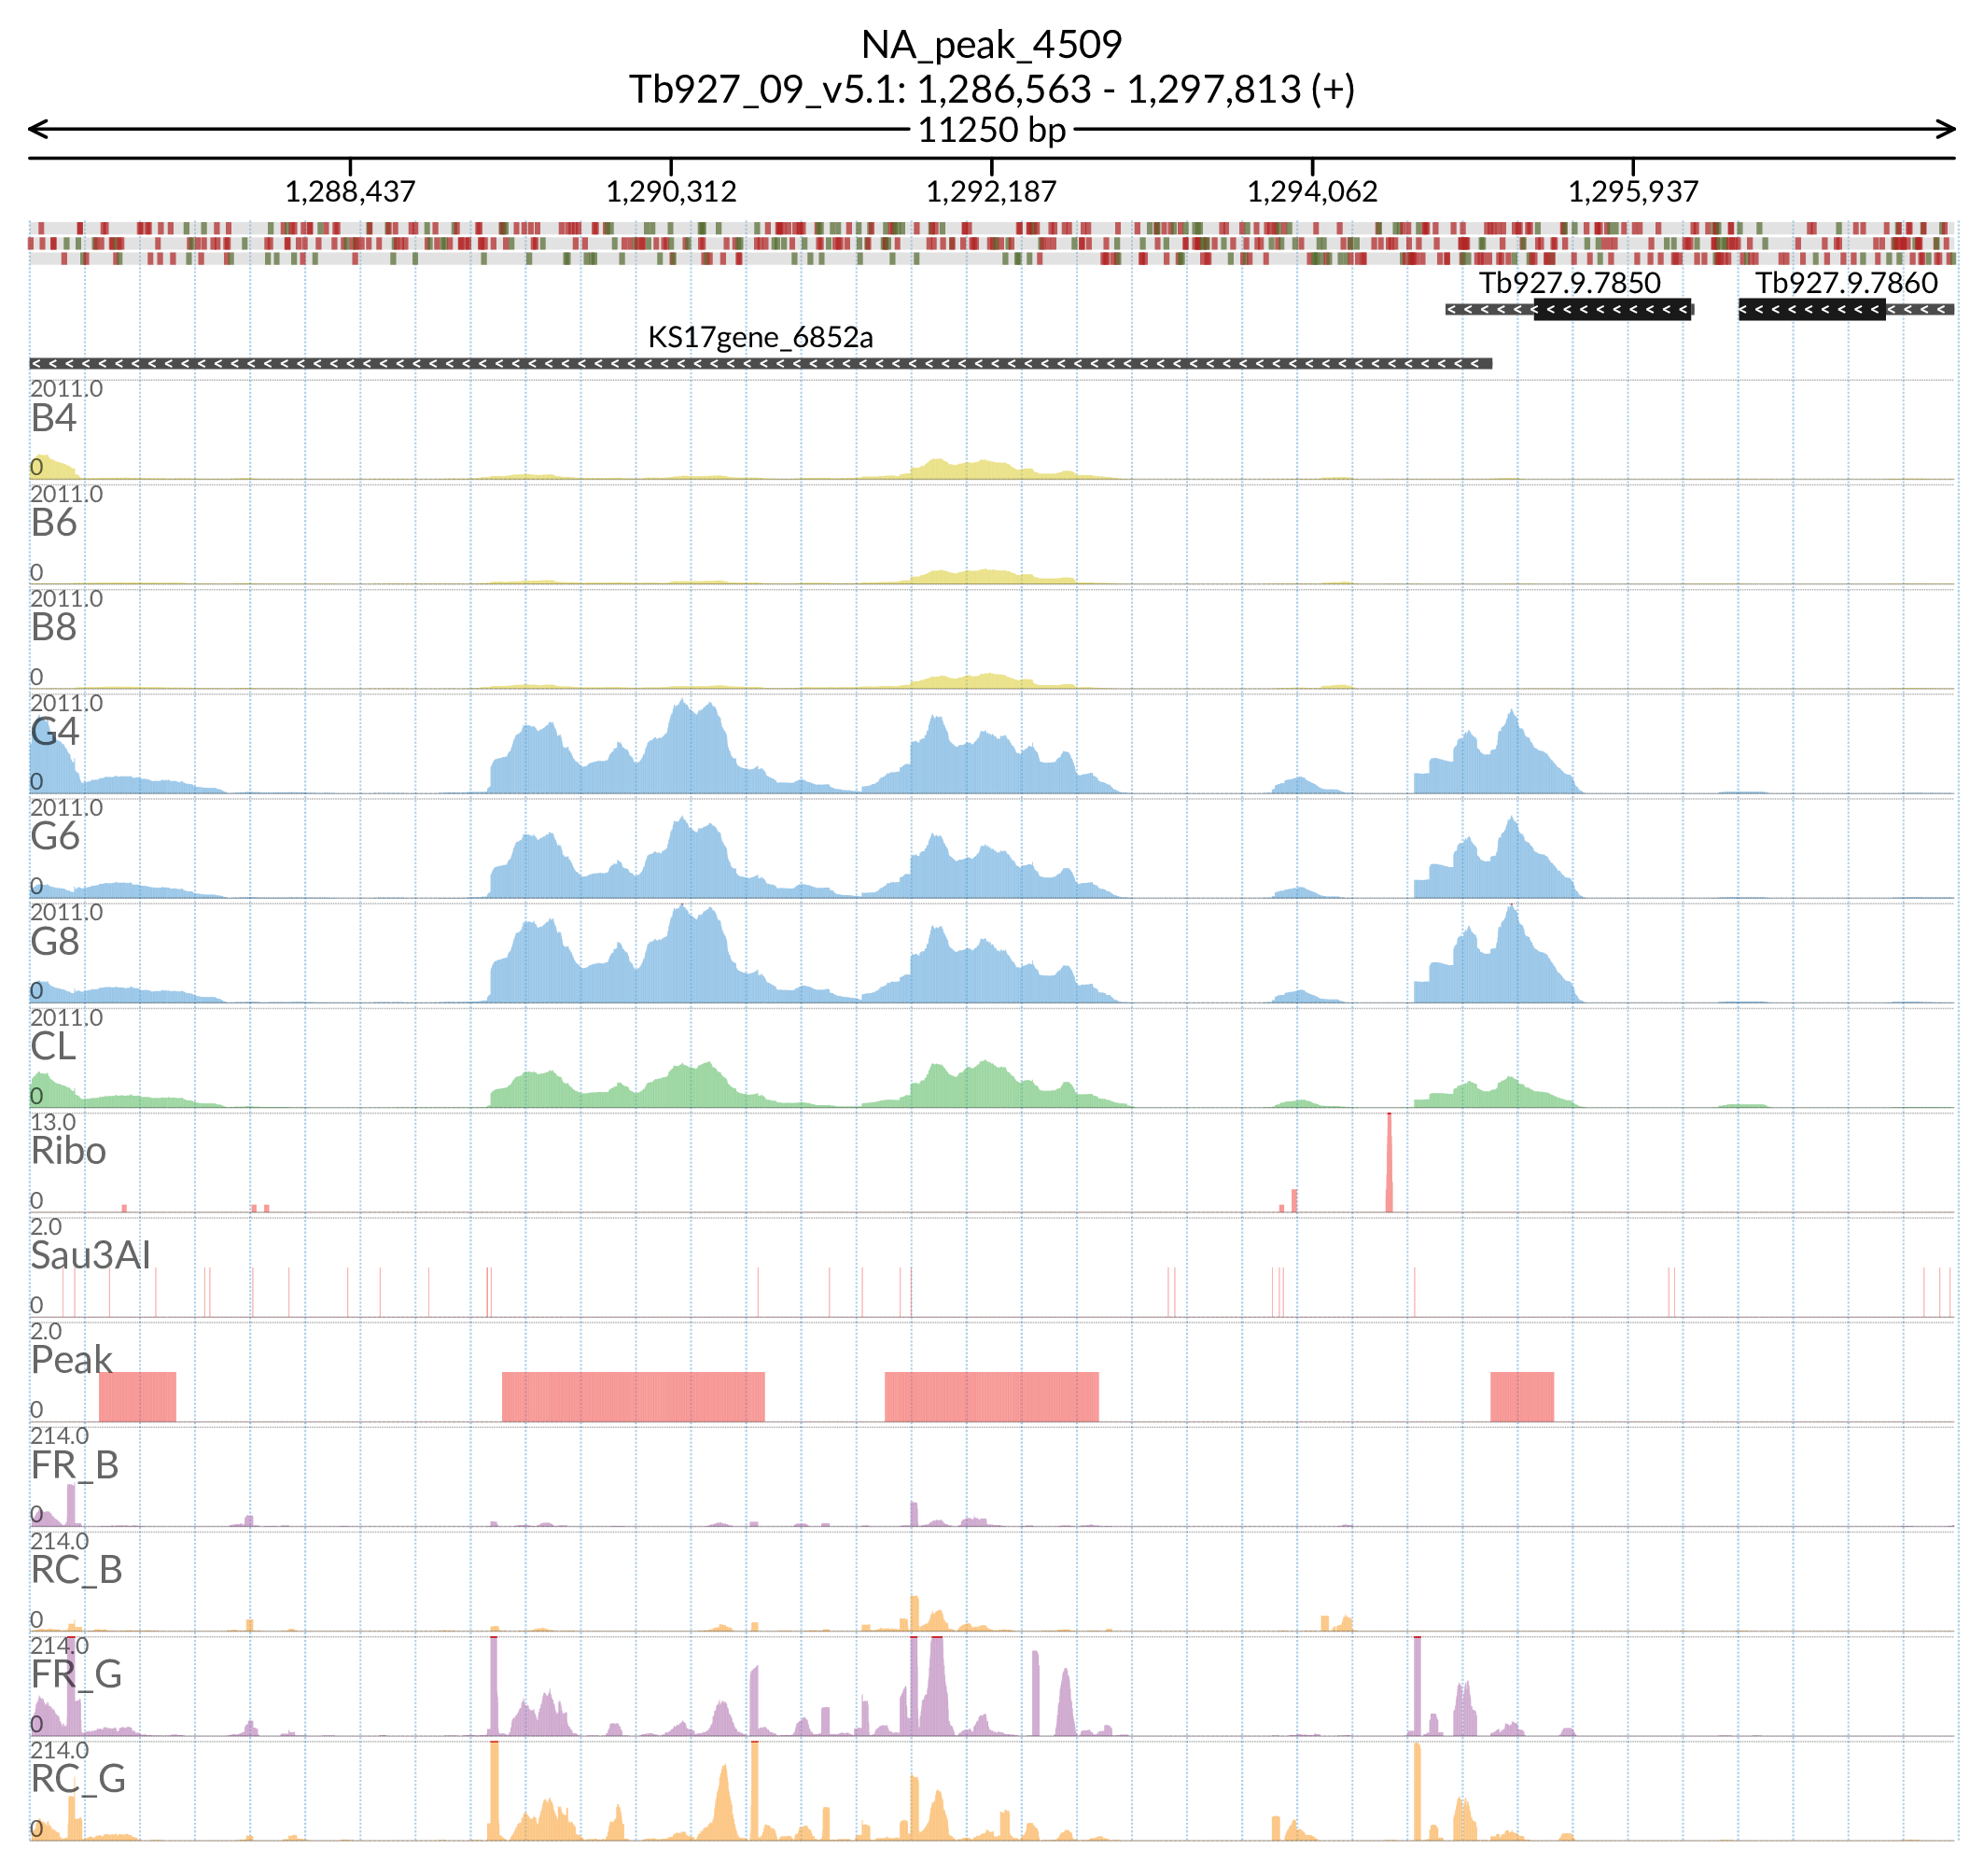 NA_peak_4509
Tb927_09_v5.1: 1,286,563 - 1,297,813 (+)
11250 bp
1,288,437 1,290,312 1,292,187 1,294,062 1,295,937
Tb927.9.7850 Tb927.9.7860
KS17gene_6852a
2011.0
B4
0
2011.0
B6
0
2011.0
B8
0
2011.0
G4
0
2011.0
G6
0
2011.0
G8
0
2011.0
CL
0
13.0
Ribo
0
2.0
Sau3AI
0
2.0
Peak
0
214.0
FR_B
0
214.0
RC_B
0
214.0
FR_G
0
214.0
RC_G
0